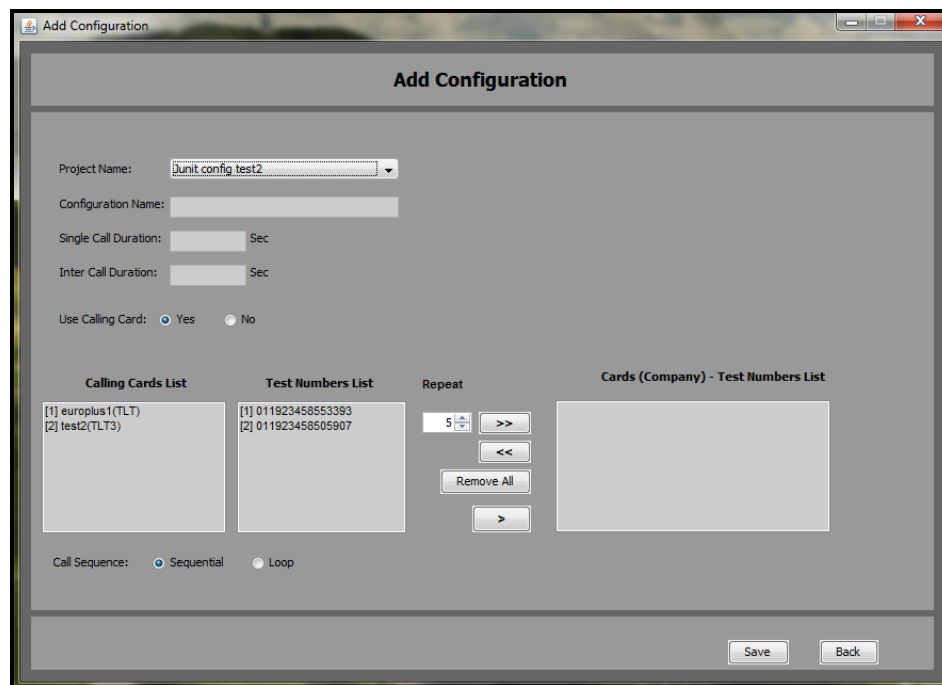 Add Configuration
Add Configuration
Project Name: Junit config test2
Configuration Name:
Single Call Duration: Sec
Inter Call Duration: Sec
Use Calling Card: Yes No
Calling Cards List Test Numbers List Repeat Cards (Company) - Test Numbers List
[1] europlus1(TLT) [1] 011923458553393
[2] test2(TLT3) [2] 011923458505907
5 >>
<<
Remove All
>
Call Sequence: Sequential Loop
Save Back